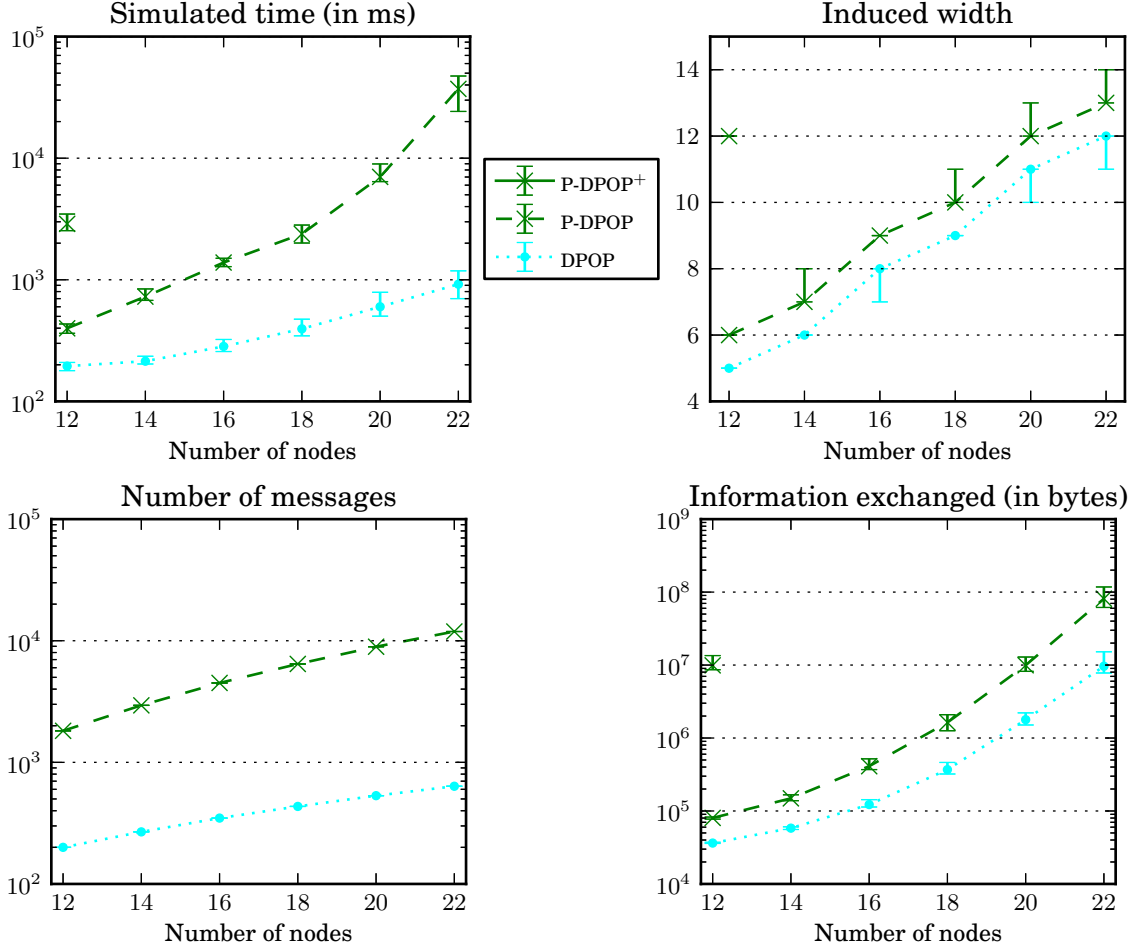 Simulated time (in ms)
10^5
10^4
10^3
10^2
12 14 16 18 20 22
Number of nodes
P-DPOP^+
P-DPOP
DPOP
Induced width
14
12
10
8
6
4
12 14 16 18 20 22
Number of nodes
Number of messages
10^5
10^4
10^3
10^2
12 14 16 18 20 22
Number of nodes
Information exchanged (in bytes)
10^9
10^8
10^7
10^6
10^5
10^4
12 14 16 18 20 22
Number of nodes